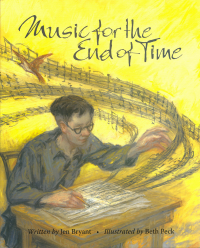 Music for the
End of Time
Written by Jen Bryant • Illustrated by Beth Peck